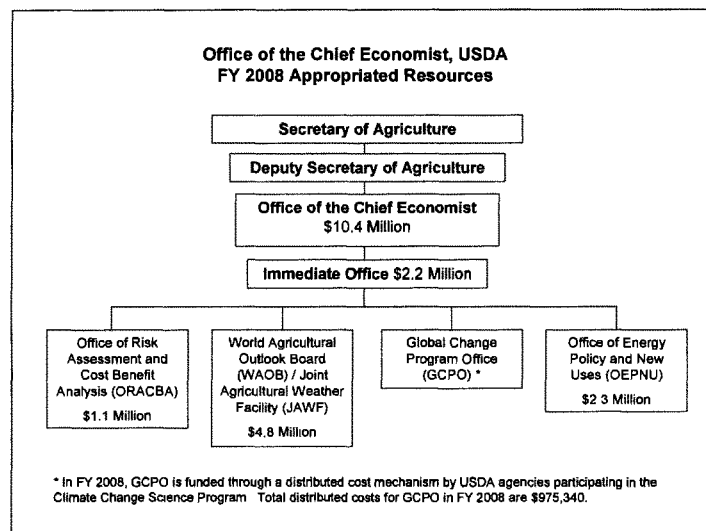 Office of the Chief Economist, USDA
FY 2008 Appropriated Resources
Secretary of Agriculture
Deputy Secretary of Agriculture
Office of the Chief Economist
$10.4 Million
Immediate Office $2.2 Million
Office of Risk
Assessment and
Cost Benefit
Analysis (ORACBA)
$1.1 Million
World Agricultural
Outlook Board
(WAOB) / Joint
Agricultural Weather
Facility (JAWF)
$4.8 Million
Global Change
Program Office
(GCPO) *
Office of Energy
Policy and New
Uses (OEPNU)
$2 3 Million
* In FY 2008, GCPO is funded through a distributed cost mechanism by USDA agencies participating in the
Climate Change Science Program Total distributed costs for GCPO in FY 2008 are $975,340.